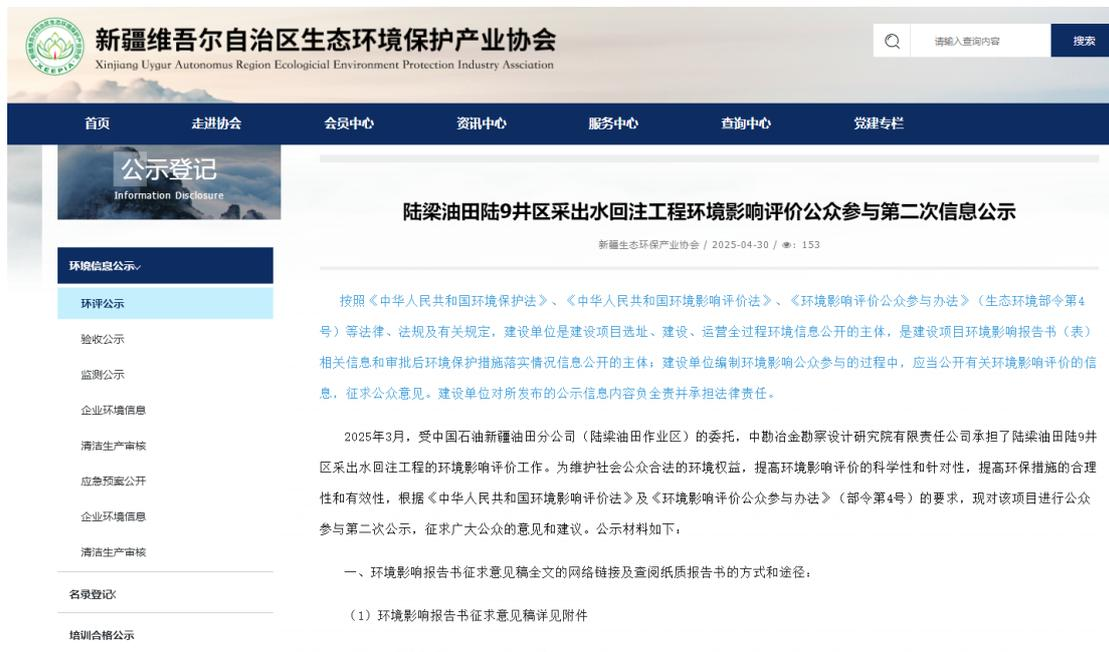 新疆维吾尔自治区生态环境保护产业协会
Xinjiang Uygur Autonomus Region Ecologicial Environment Protection Industry Assciation
XEEPIA
请输入查询内容
搜索
首页
走进协会
会员中心
资讯中心
服务中心
查询中心
党建专栏
公示登记
Information Disclosure
环境信息公示
环评公示
验收公示
监测公示
企业环境信息
清洁生产审核
应急预案公开
企业环境信息
清洁生产审核
名录登记
培训合格公示
陆梁油田陆9井区采出水回注工程环境影响评价公众参与第二次信息公示
新疆生态环保产业协会 / 2025-04-30 / : 153
按照《中华人民共和国环境保护法》、《中华人民共和国环境影响评价法》、《环境影响评价公众参与办法》（生态环境部令第4
号）等法律、法规及有关规定，建设单位是建设项目选址、建设、运营全过程环境信息公开的主体，是建设项目环境影响报告书（表）
相关信息和审批后环境保护措施落实情况信息公开的主体；建设单位编制环境影响公众参与的过程中，应当公开有关环境影响评价的信
息，征求公众意见。建设单位对所发布的公示信息内容负全责并承担法律责任。
2025年3月，受中国石油新疆油田分公司（陆梁油田作业区）的委托，中勘冶金勘察设计研究院有限责任公司承担了陆梁油田陆9井
区采出水回注工程的环境影响评价工作。为维护社会公众合法的环境权益，提高环境影响评价的科学性和针对性，提高环保措施的合理
性和有效性，根据《中华人民共和国环境影响评价法》及《环境影响评价公众参与办法》（部令第4号）的要求，现对该项目进行公众
参与第二次公示，征求广大公众的意见和建议。公示材料如下：
一、环境影响报告书征求意见稿全文的网络链接及查阅纸质报告书的方式和途径：
（1）环境影响报告书征求意见稿详见附件